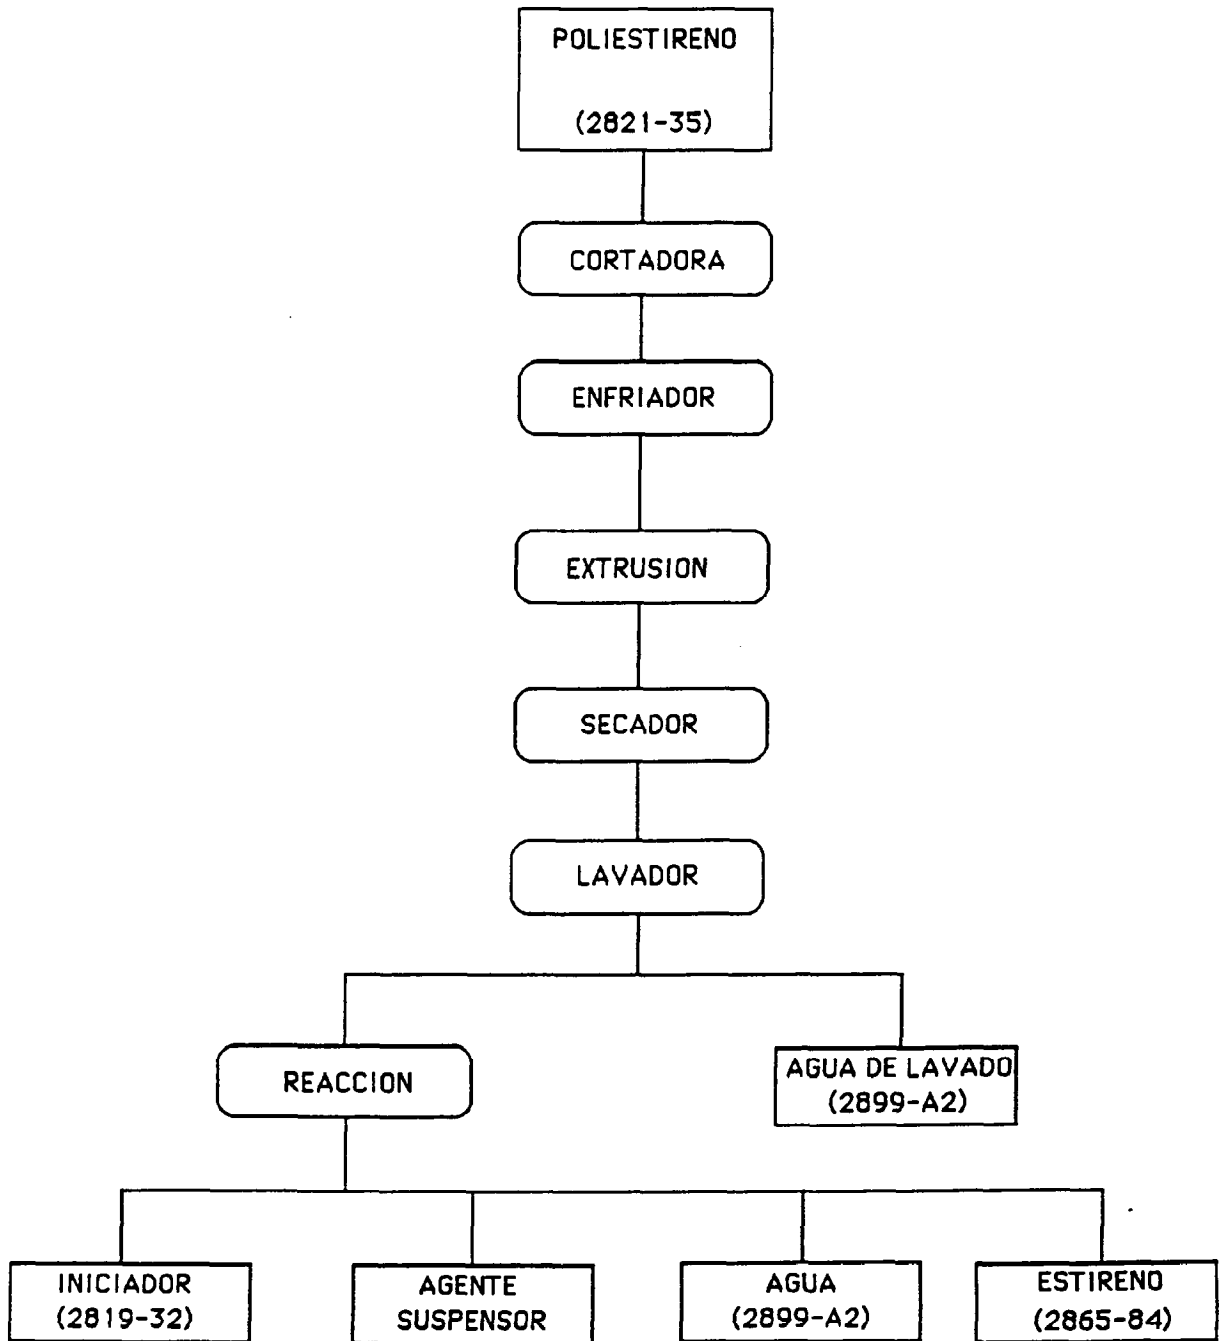 POLIESTIRENO
(2821-35)
CORTADORA
ENFRIADOR
EXTRUSION
SECADOR
LAVADOR
REACCION
AGUA DE LAVADO
(2899-A2)
INICIADOR
(2819-32)
AGENTE
SUSPENSOR
AGUA
(2899-A2)
ESTIRENO
(2865-84)